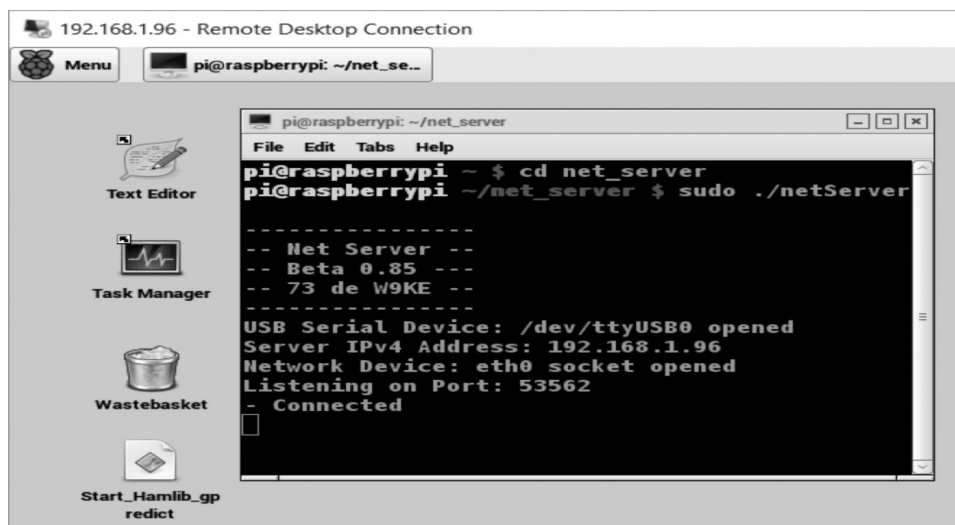 192.168.1.96 - Remote Desktop Connection
Menu
pi@raspberrypi: ~/net_se...
pi@raspberrypi: ~/net_server
File Edit Tabs Help
pi@raspberrypi ~ $ cd net_server
pi@raspberrypi ~/net_server $ sudo ./netServer
----------------
-- Net Server --
-- Beta 0.85 ---
-- 73 de W9KE --
----------------
USB Serial Device: /dev/ttyUSB0 opened
Server IPv4 Address: 192.168.1.96
Network Device: eth0 socket opened
Listening on Port: 53562
- Connected
Text Editor
Task Manager
Wastebasket
Start_Hamlib_gp
redict